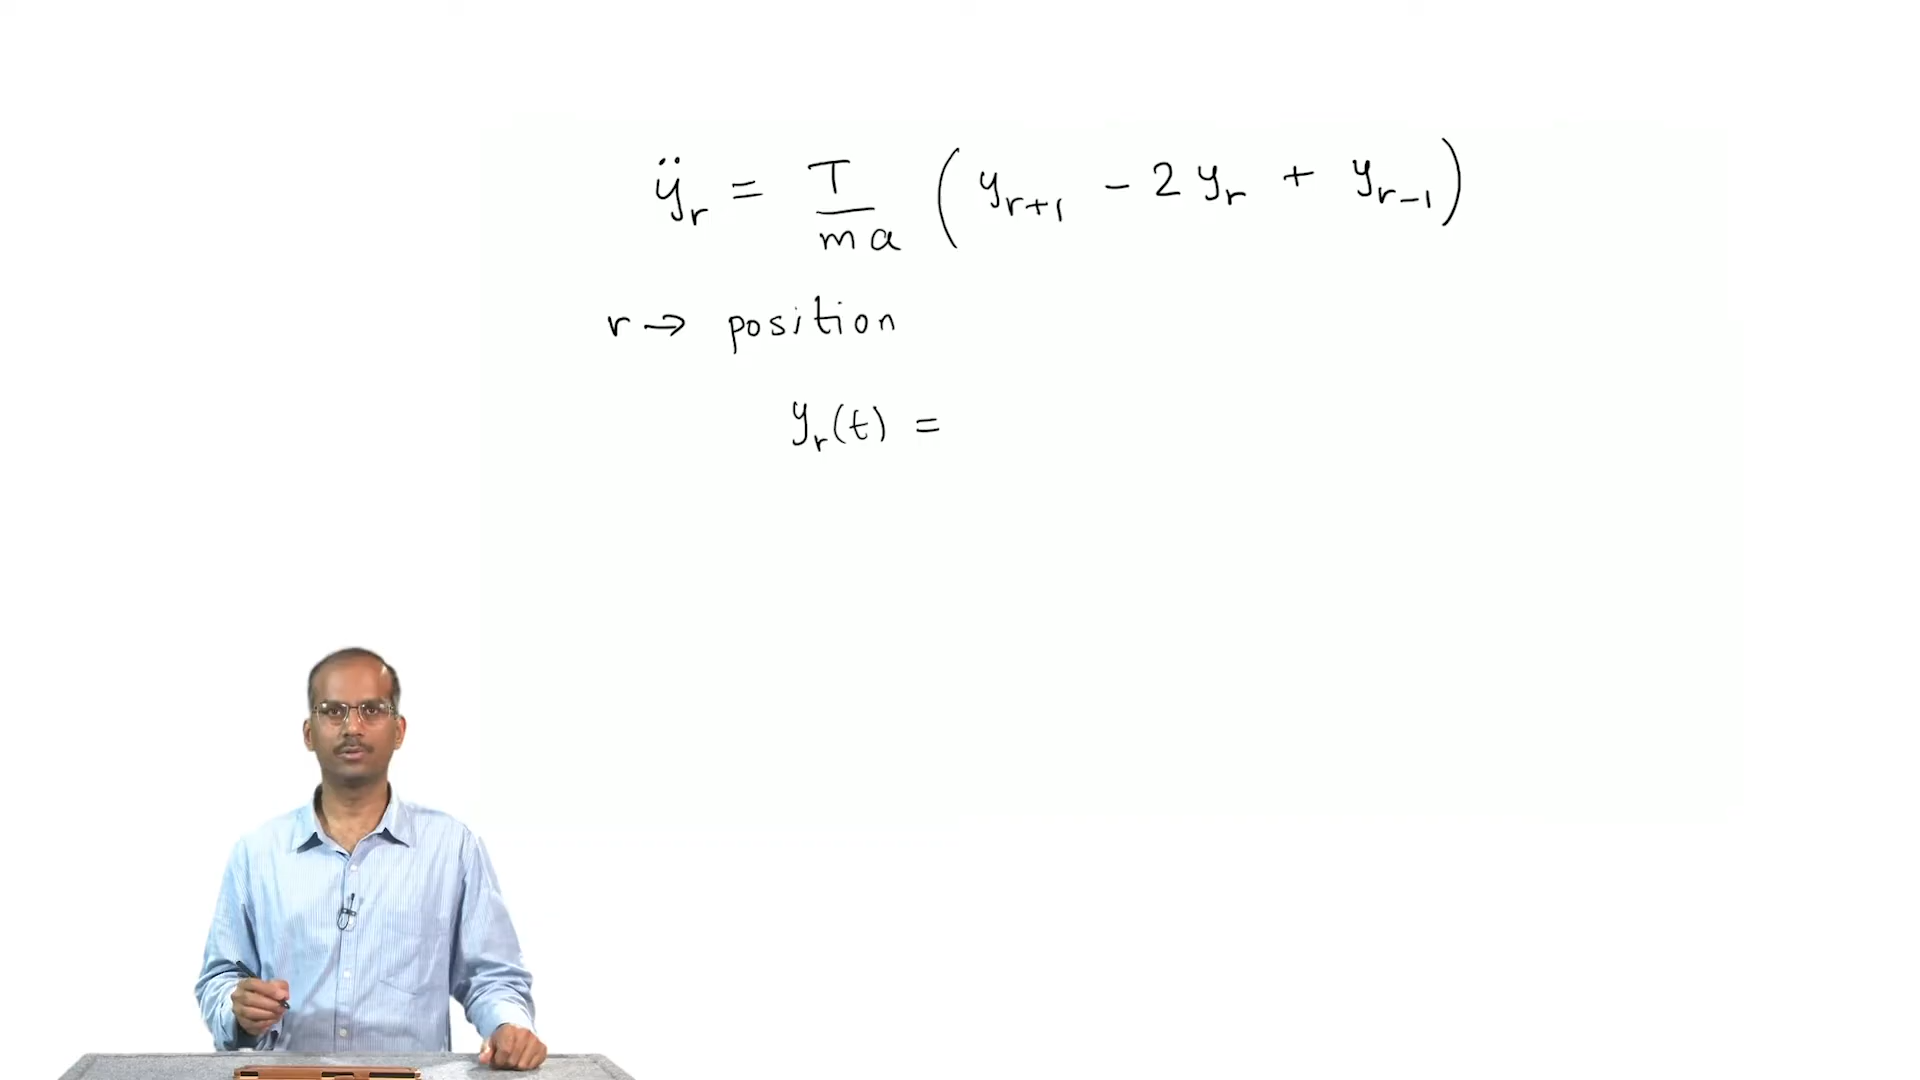 ÿ_r = T/ma (y_{r+1} - 2y_r + y_{r-1})
r → position
y_r(t) =